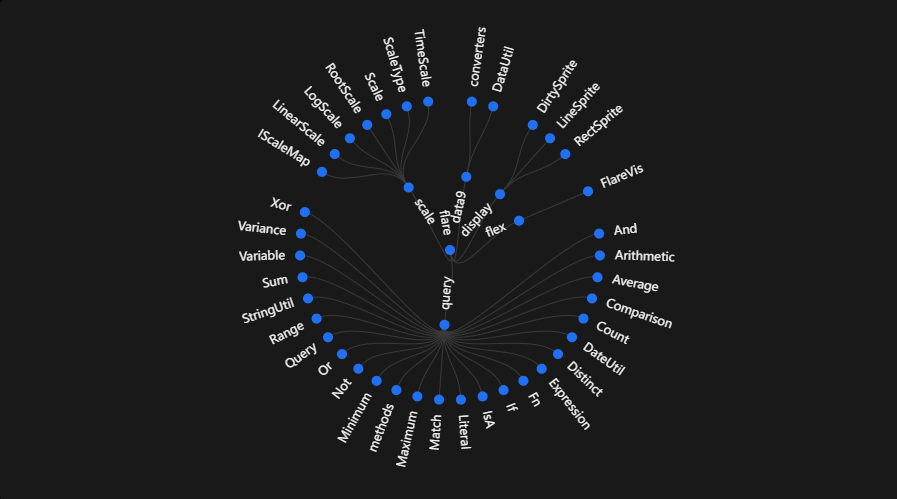 flare
data9
converters
DataUtil
display
DirtySprite
LineSprite
RectSprite
flex
FlareVis
query
And
Arithmetic
Average
Comparison
Count
DateUtil
Distinct
Expression
Fn
If
IsA
Literal
Match
Maximum
methods
Minimum
Not
Or
Query
Range
StringUtil
Sum
Variable
Variance
Xor
scale
IScaleMap
LinearScale
LogScale
RootScale
Scale
ScaleType
TimeScale